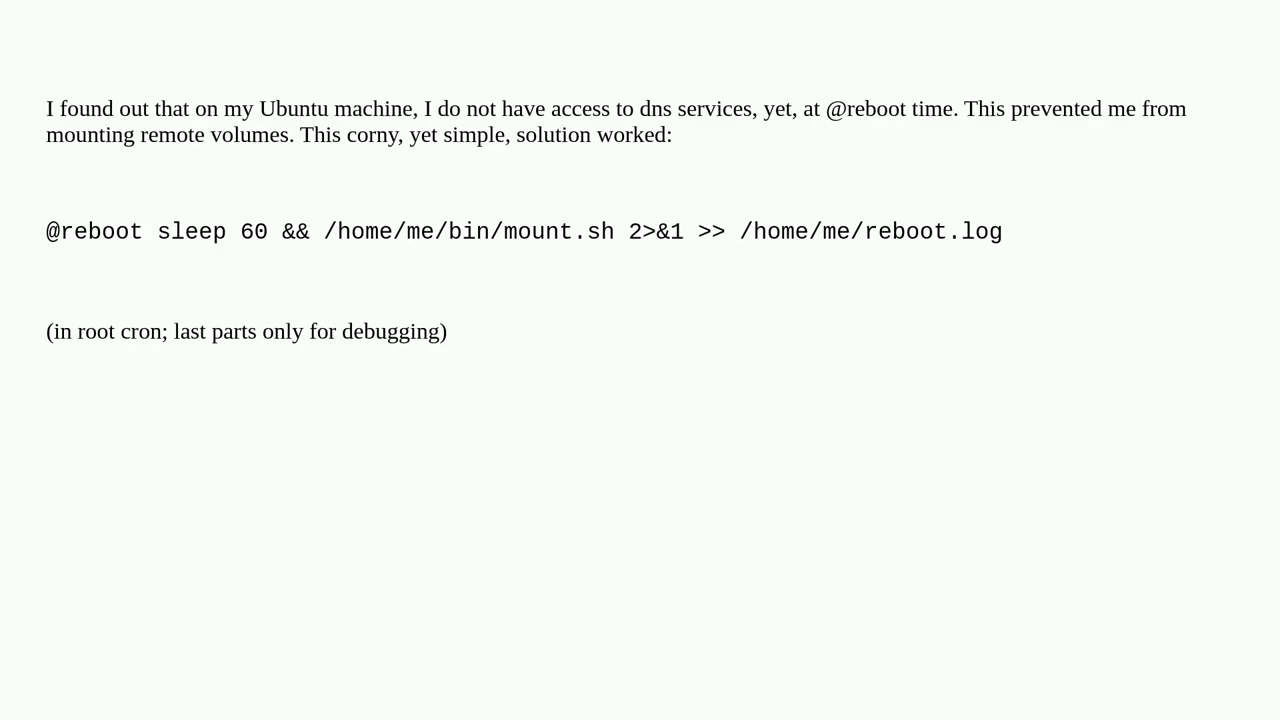 I found out that on my Ubuntu machine, I do not have access to dns services, yet, at @reboot time. This prevented me from
mounting remote volumes. This corny, yet simple, solution worked:
@reboot sleep 60 && /home/me/bin/mount.sh 2>&1 >> /home/me/reboot.log
(in root cron; last parts only for debugging)